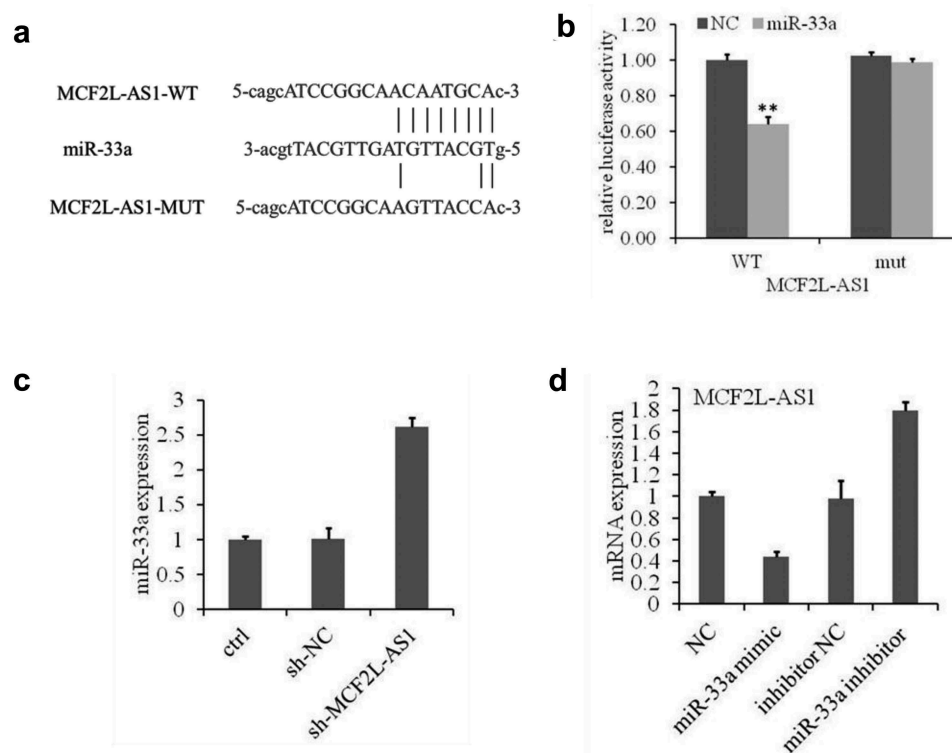 a
MCF2L-AS1-WT 5-cagcATCCGGCAACAATGCAc-3
miR-33a 3-acgtTACGTTGATGTTACGTg-5
MCF2L-AS1-MUT 5-cagcATCCGGCAAGTTACCAc-3
b
NC miR-33a
relative luciferase activity
1.20
1.00
0.80
0.60
0.40
0.20
0.00
**
WT mut
MCF2L-AS1
c
miR-33a expression
3
2.5
2
1.5
1
0.5
0
ctrl
sh-NC
sh-MCF2L-AS1
d
MCF2L-AS1
mRNA expression
2
1.8
1.6
1.4
1.2
1
0.8
0.6
0.4
0.2
0
NC
miR-33a mimic
inhibitor NC
miR-33a inhibitor